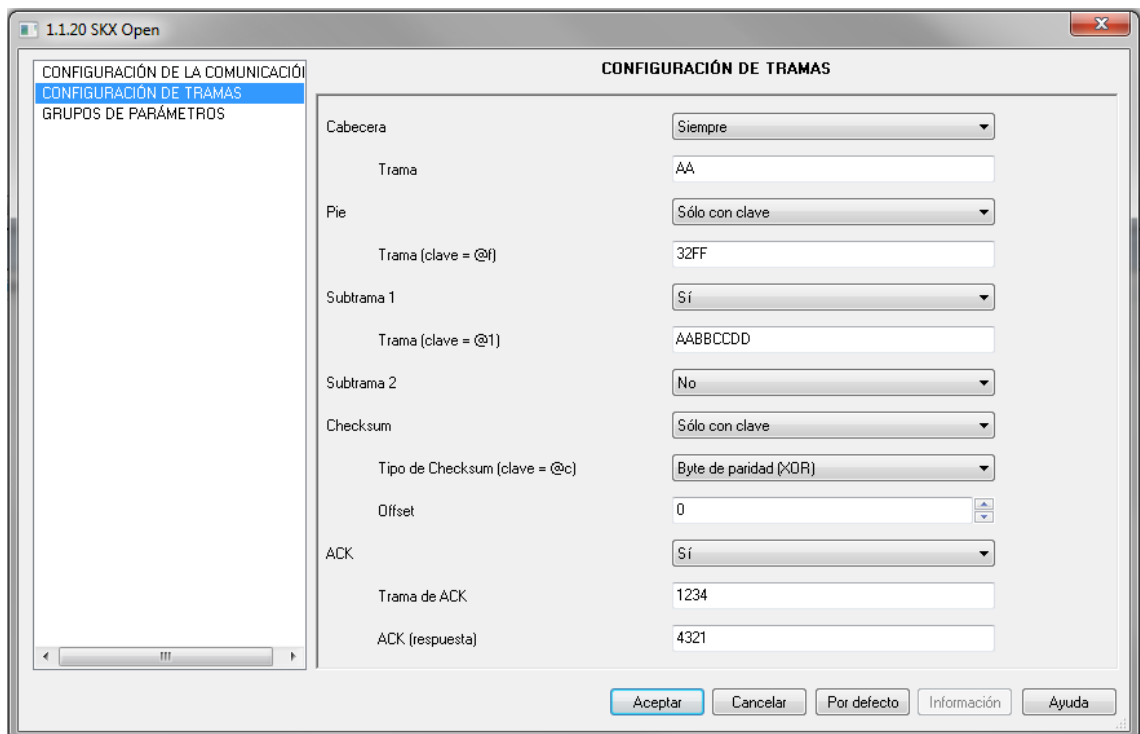 1.1.20 SKX Open
CONFIGURACIÓN DE LA COMUNICACIÓ
CONFIGURACIÓN DE TRAMAS
GRUPOS DE PARÁMETROS
CONFIGURACIÓN DE TRAMAS
Cabecera Siempre
Trama AA
Pie Sólo con clave
Trama (clave = @f) 32FF
Subtrama 1 Sí
Trama (clave = @1) AABBCCDD
Subtrama 2 No
Checksum Sólo con clave
Tipo de Checksum (clave = @c) Byte de paridad (XOR)
Offset 0
ACK Sí
Trama de ACK 1234
ACK (respuesta) 4321
Aceptar Cancelar Por defecto Información Ayuda